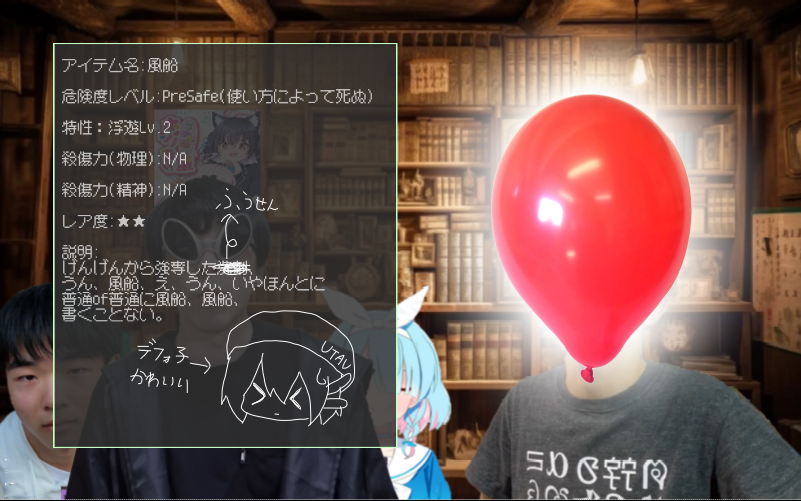 アイテム名:風船
危険度レベル:PreSafe(使い方によって死ぬ)
特性：浮遊Lv.2
殺傷力(物理):N/A
殺傷力(精神):N/A
レア度:★★
ふうせん
説明:
げんげんから強奪した
うん、風船、え、うん、いやほんとに
普通of普通に風船、風船、
書くことない。
デフォ子
かわいい
UTAU